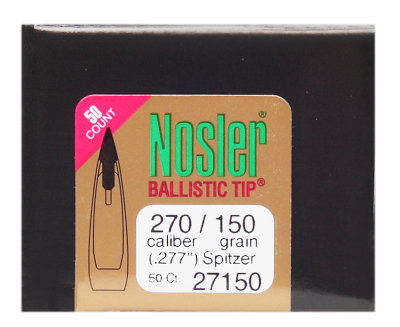 50
COUNT
Nosler®
BALLISTIC TIP®
270 / 150
caliber grain
(.277") Spitzer
50 Ct. 27150